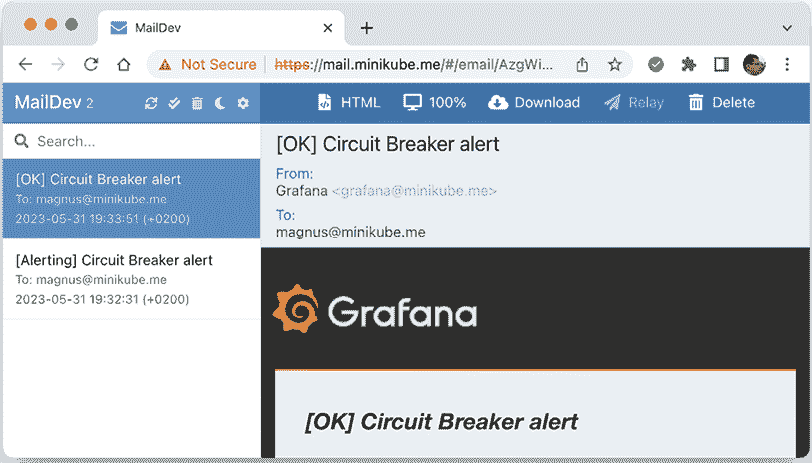 MailDev
Not Secure https://mail.minikube.me/#/email/AzgWi...
MailDev 2
HTML 100% Download Relay Delete
Search...
[OK] Circuit Breaker alert
To: magnus@minikube.me
2023-05-31 19:33:51 (+0200)
[Alerting] Circuit Breaker alert
To: magnus@minikube.me
2023-05-31 19:32:31 (+0200)
[OK] Circuit Breaker alert
From:
Grafana <grafana@minikube.me>
To:
magnus@minikube.me
Grafana
[OK] Circuit Breaker alert